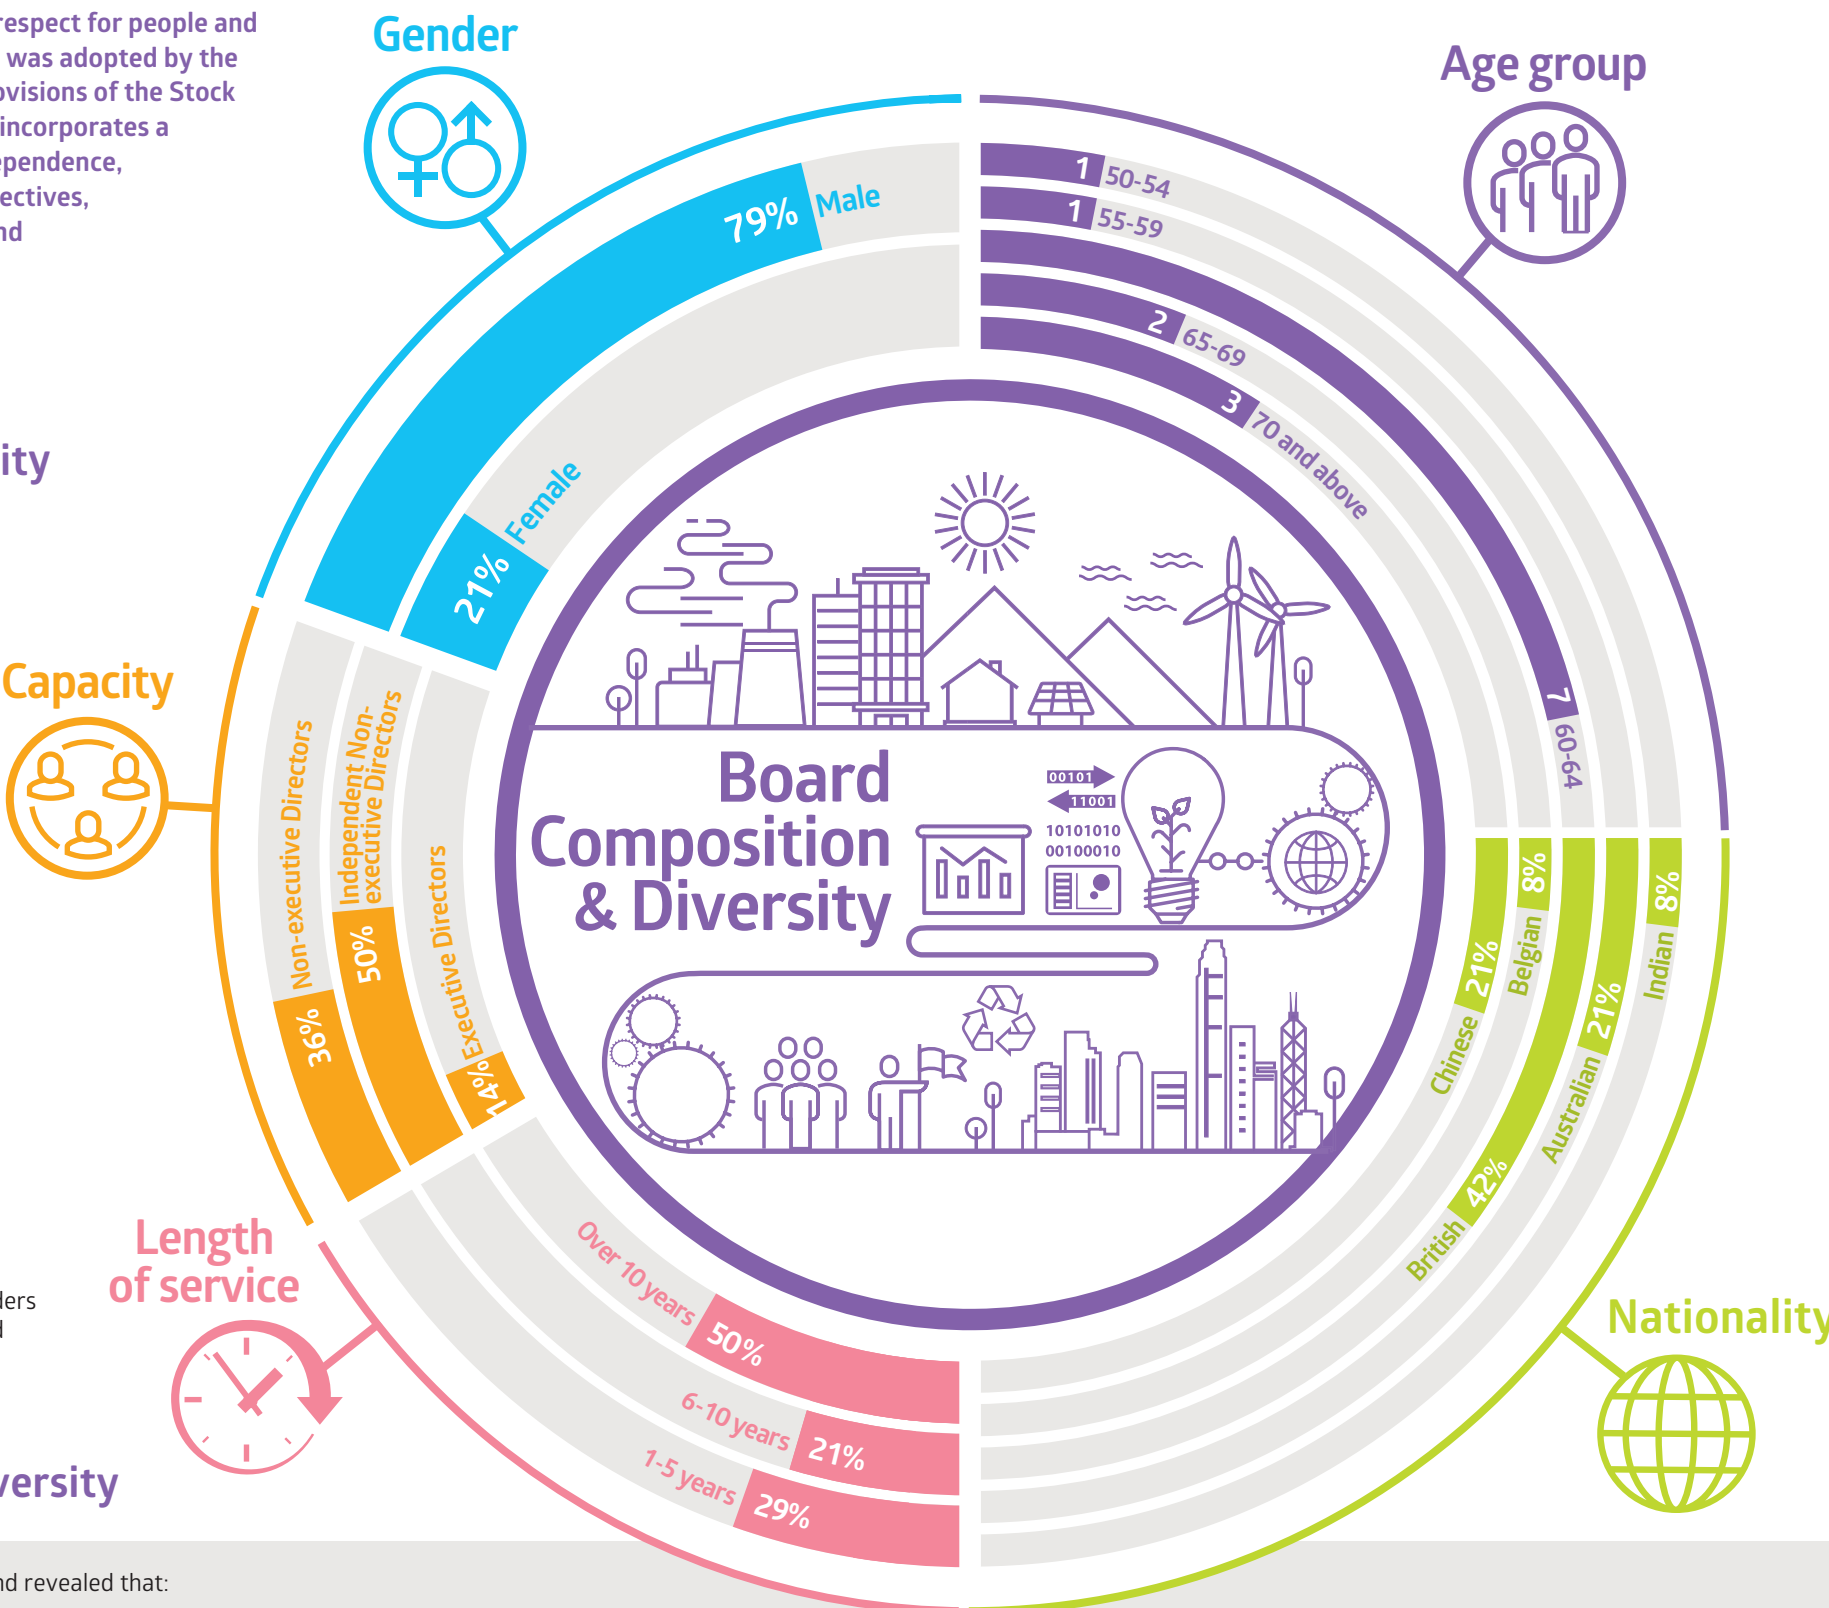 respect for people and
was adopted by the
ovisions of the Stock
incorporates a
ependence,
ectives,
nd
ity
Gender
79%
Male
21%
Female
Age group
1
50-54
1
55-59
7
60-64
2
65-69
3
70 and above
Capacity
36%
Non-executive Directors
50%
Independent Non-
executive Directors
14%
Executive Directors
Board
Composition
& Diversity
00101
11001
10101010
00100010
21%
Chinese
8%
Belgian
42%
British
21%
Australian
8%
Indian
Nationality
Length
of service
Over 10 years
50%
6-10 years
21%
1-5 years
29%
ders
d
versity
nd revealed that: